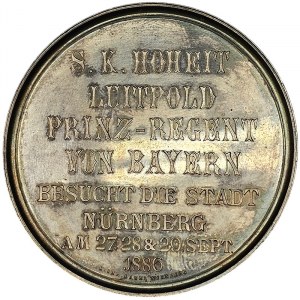 S. K. HOHEIT
LUITPOLD
PRINZ-REGENT
VON BAYERN
BESUCHT DIE STADT
NÜRNBERG
AM 27.28 & 29. SEPT.
1886